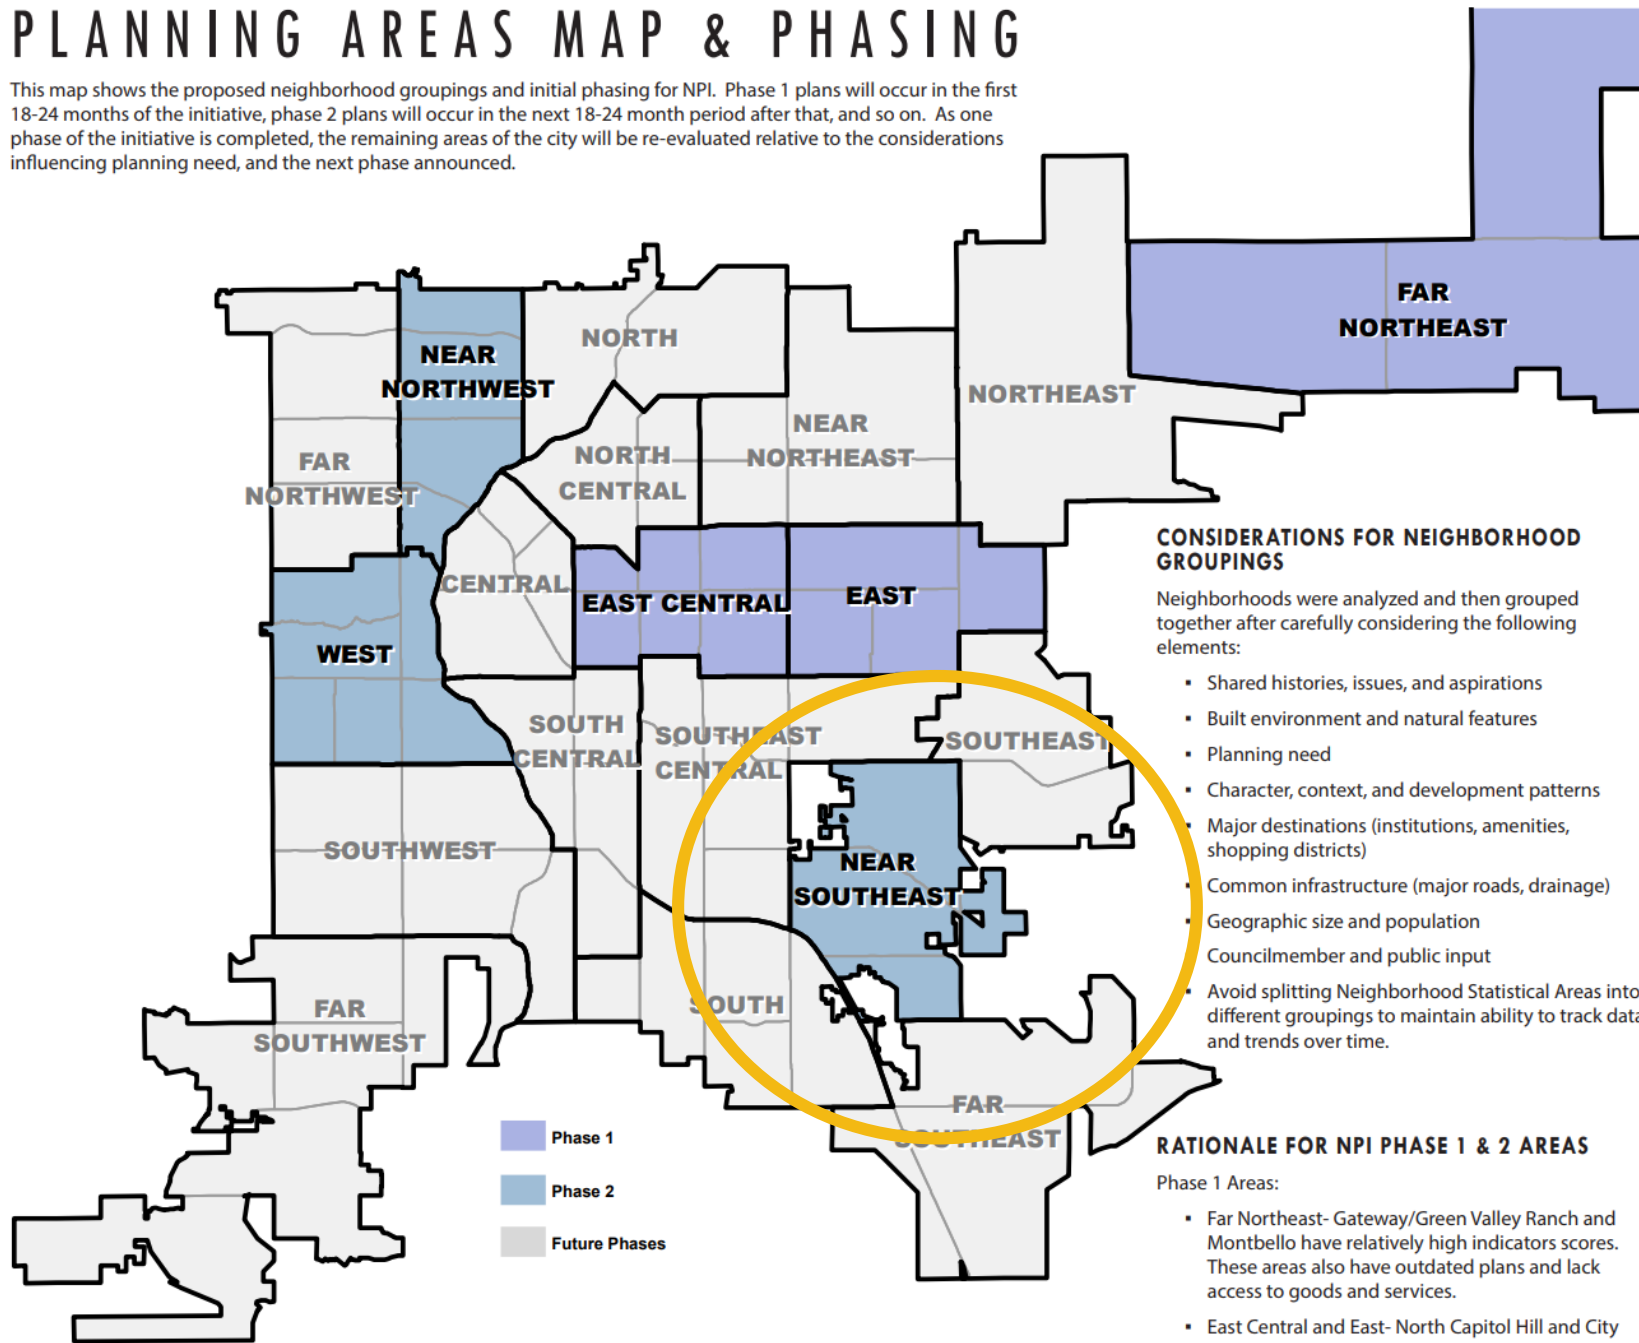 PLANNING AREAS MAP & PHASING
This map shows the proposed neighborhood groupings and initial phasing for NPI. Phase 1 plans will occur in the first
18-24 months of the initiative, phase 2 plans will occur in the next 18-24 month period after that, and so on. As one
phase of the initiative is completed, the remaining areas of the city will be re-evaluated relative to the considerations
influencing planning need, and the next phase announced.
FAR
NORTHEAST
NORTH
NEAR
NORTHWEST
NORTHEAST
NEAR
NORTHEAST
NORTH
CENTRAL
FAR
NORTHWEST
CENTRAL
EAST CENTRAL
EAST
WEST
SOUTH
CENTRAL
SOUTHEAST
CENTRAL
SOUTHEAST
SOUTHWEST
NEAR
SOUTHEAST
SOUTH
FAR
SOUTHWEST
FAR
SOUTHEAST
Phase 1
Phase 2
Future Phases
CONSIDERATIONS FOR NEIGHBORHOOD
GROUPINGS
Neighborhoods were analyzed and then grouped
together after carefully considering the following
elements:
▪ Shared histories, issues, and aspirations
▪ Built environment and natural features
▪ Planning need
▪ Character, context, and development patterns
▪ Major destinations (institutions, amenities,
shopping districts)
▪ Common infrastructure (major roads, drainage)
▪ Geographic size and population
Councilmember and public input
▪ Avoid splitting Neighborhood Statistical Areas into
different groupings to maintain ability to track data
and trends over time.
RATIONALE FOR NPI PHASE 1 & 2 AREAS
Phase 1 Areas:
▪ Far Northeast- Gateway/Green Valley Ranch and
Montbello have relatively high indicators scores.
These areas also have outdated plans and lack
access to goods and services.
▪ East Central and East- North Capitol Hill and City